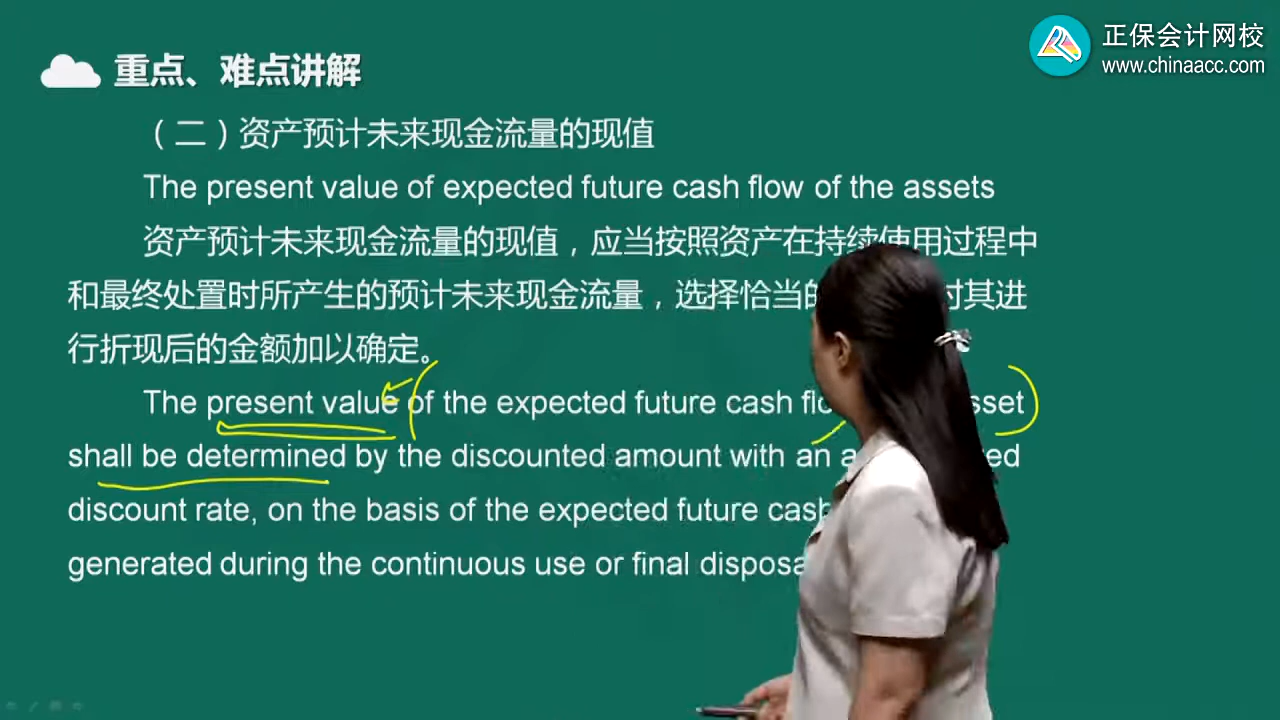 正保会计网校
www.chinaacc.com
重点、难点讲解
（二）资产预计未来现金流量的现值
The present value of expected future cash flow of the assets
资产预计未来现金流量的现值，应当按照资产在持续使用过程中
和最终处置时所产生的预计未来现金流量，选择恰当的 对其进
行折现后的金额加以确定。
The present value of the expected future cash
shall be determined by the discounted amount with an
discount rate, on the basis of the expected future cash
generated during the continuous use or final